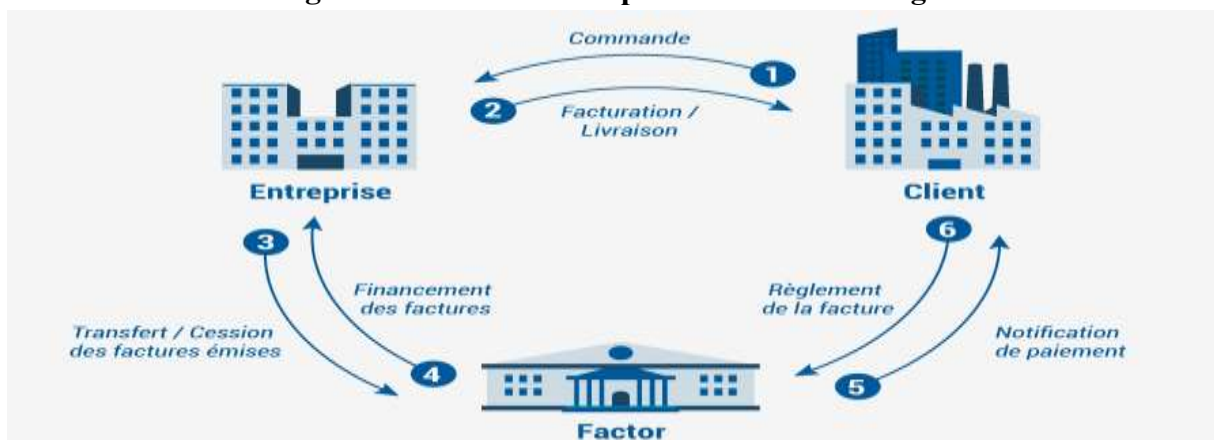 Commande
1
2
Facturation /
Livraison
Entreprise
Client
3
6
Financement
des factures
Règlement
de la facture
Transfert / Cession
des factures émises
Notification
de paiement
4
5
Factor